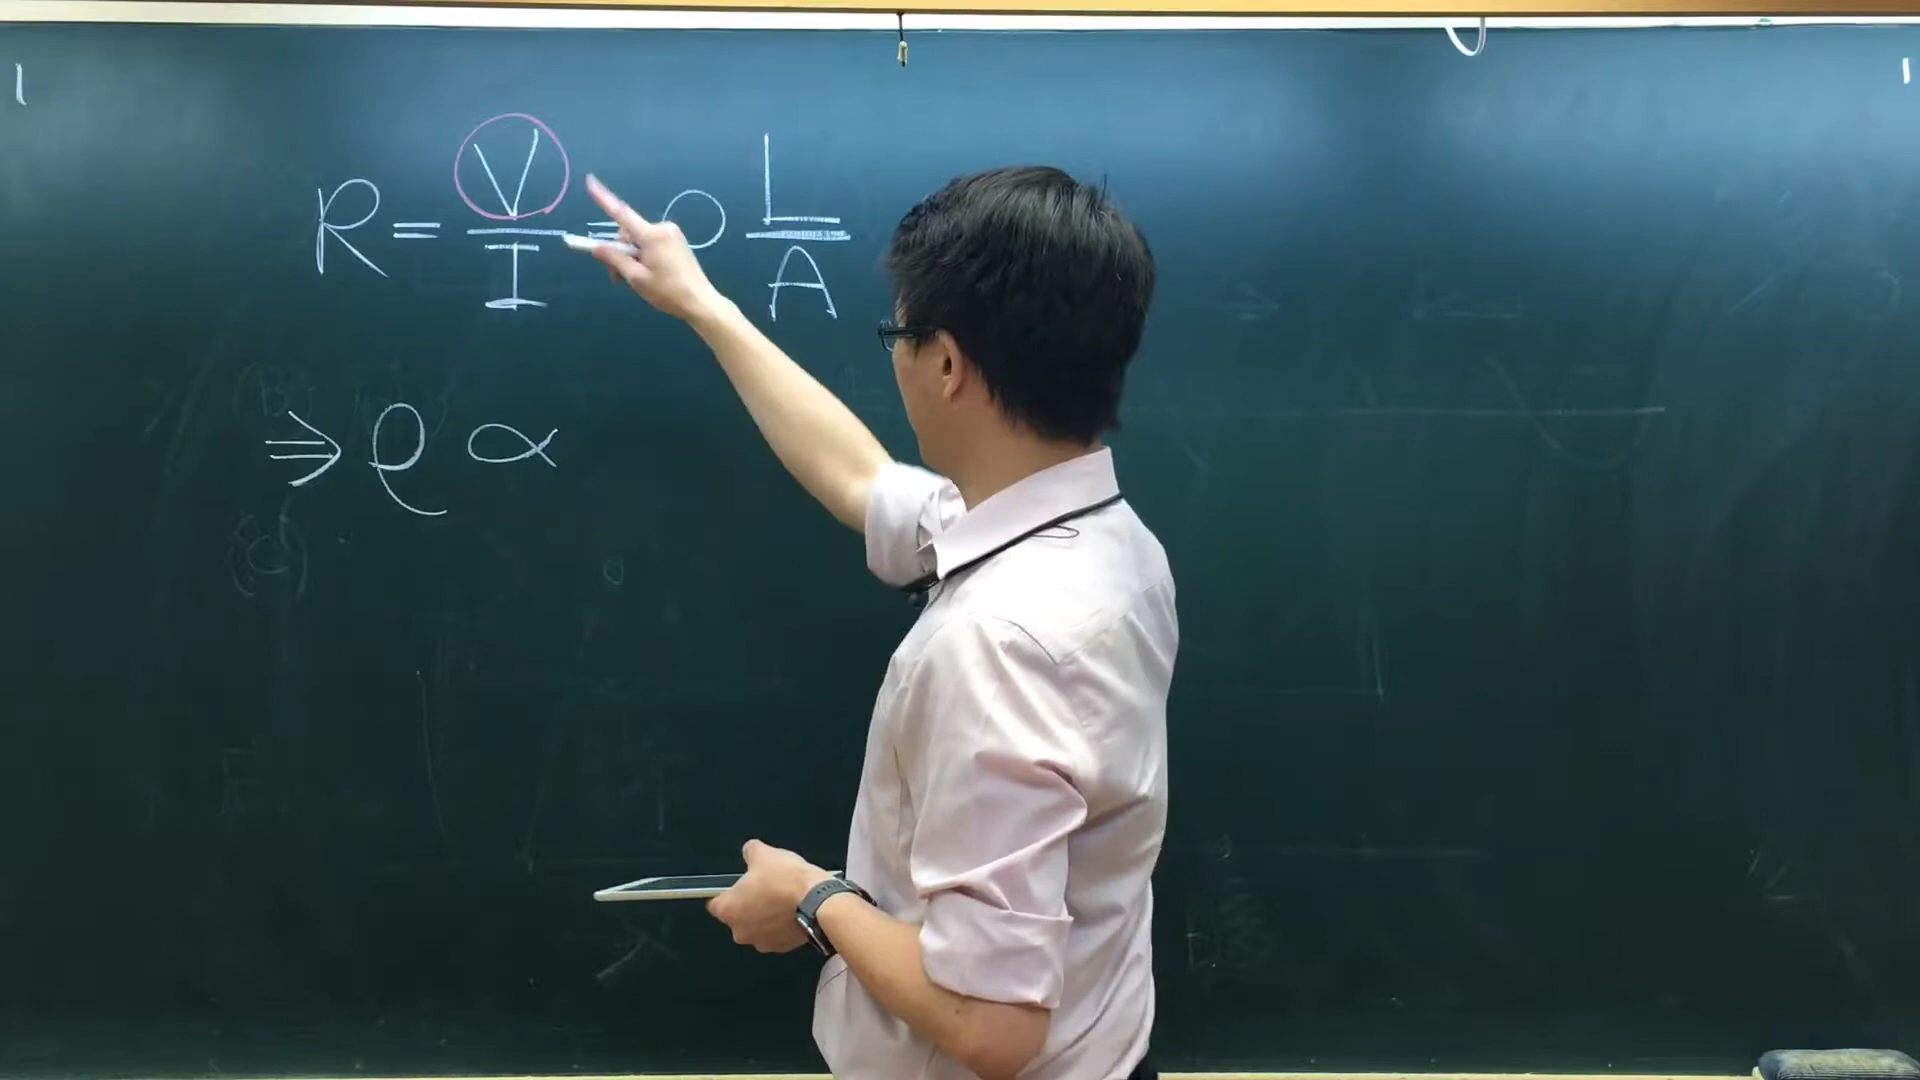 R = V/I = ρ L/A
⇒ ρ ∝